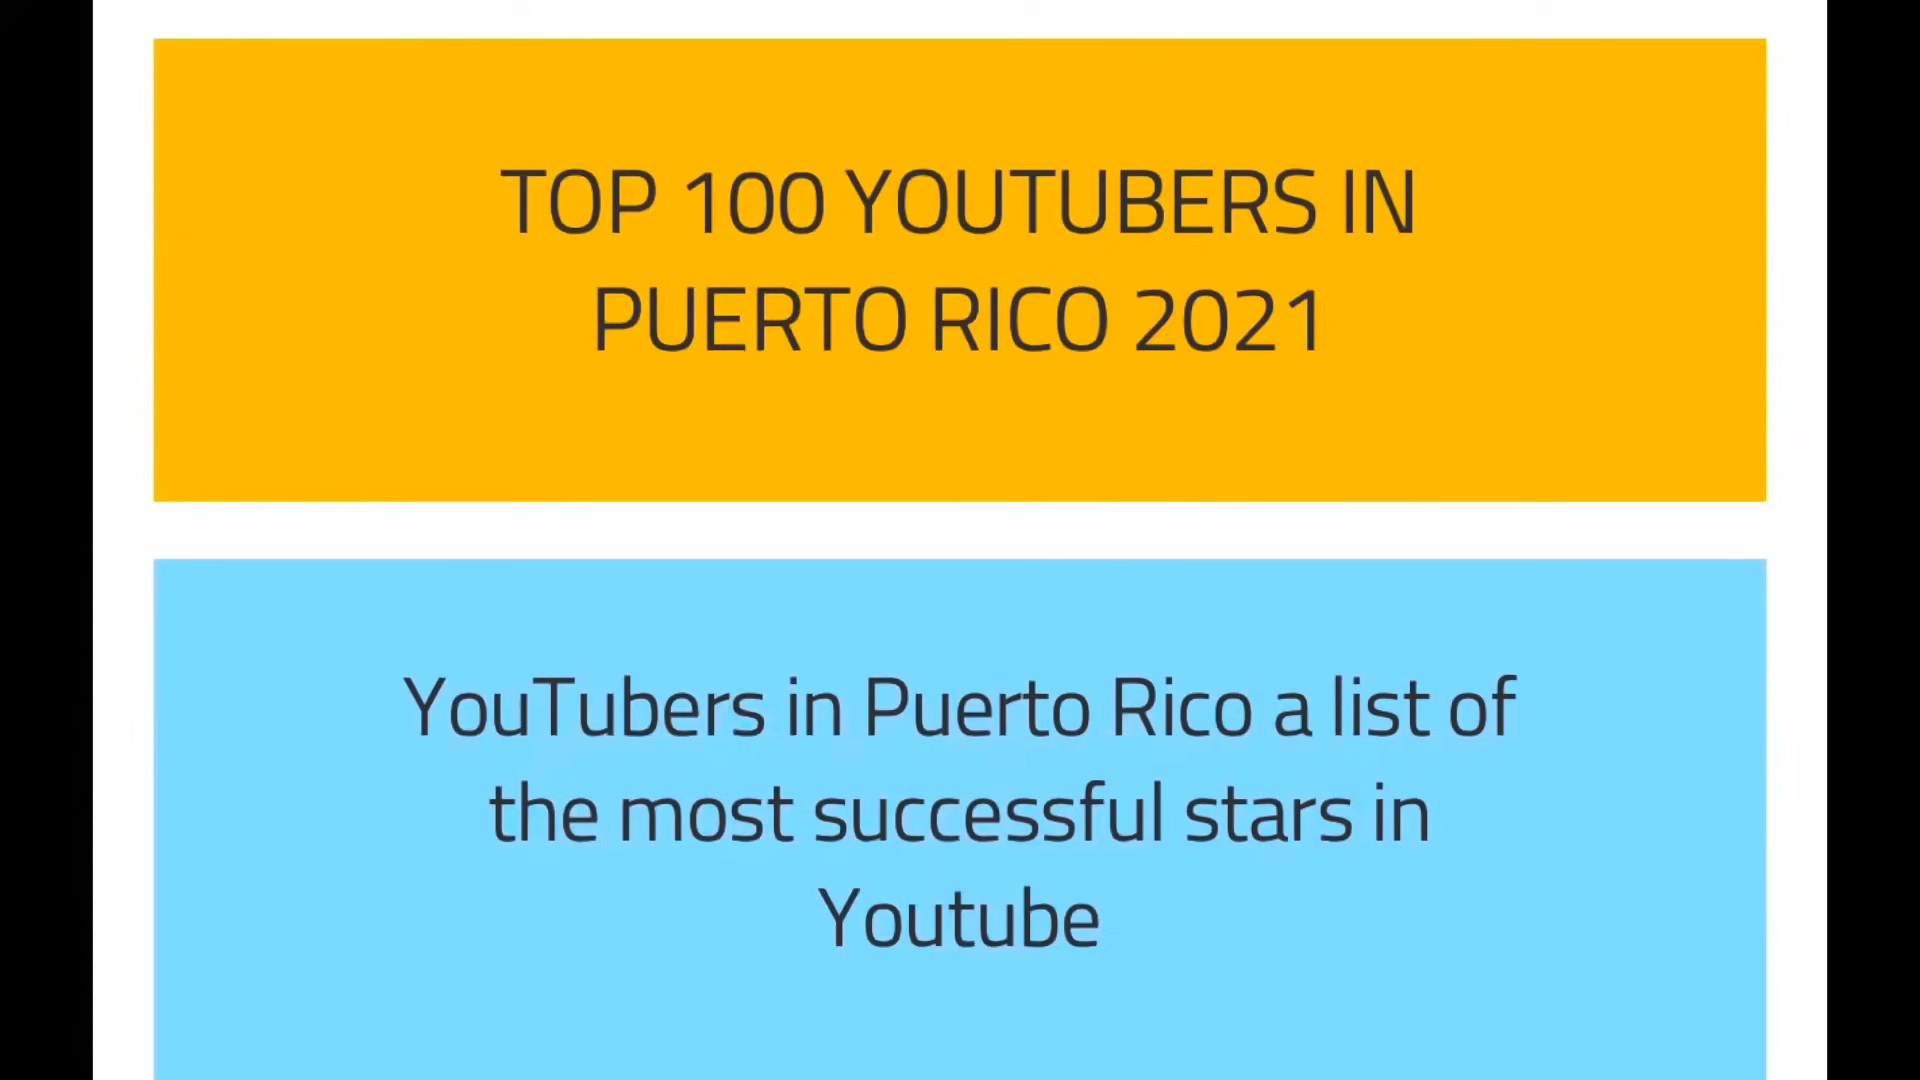 TOP 100 YOUTUBERS IN
PUERTO RICO 2021
YouTubers in Puerto Rico a list of
the most successful stars in
Youtube